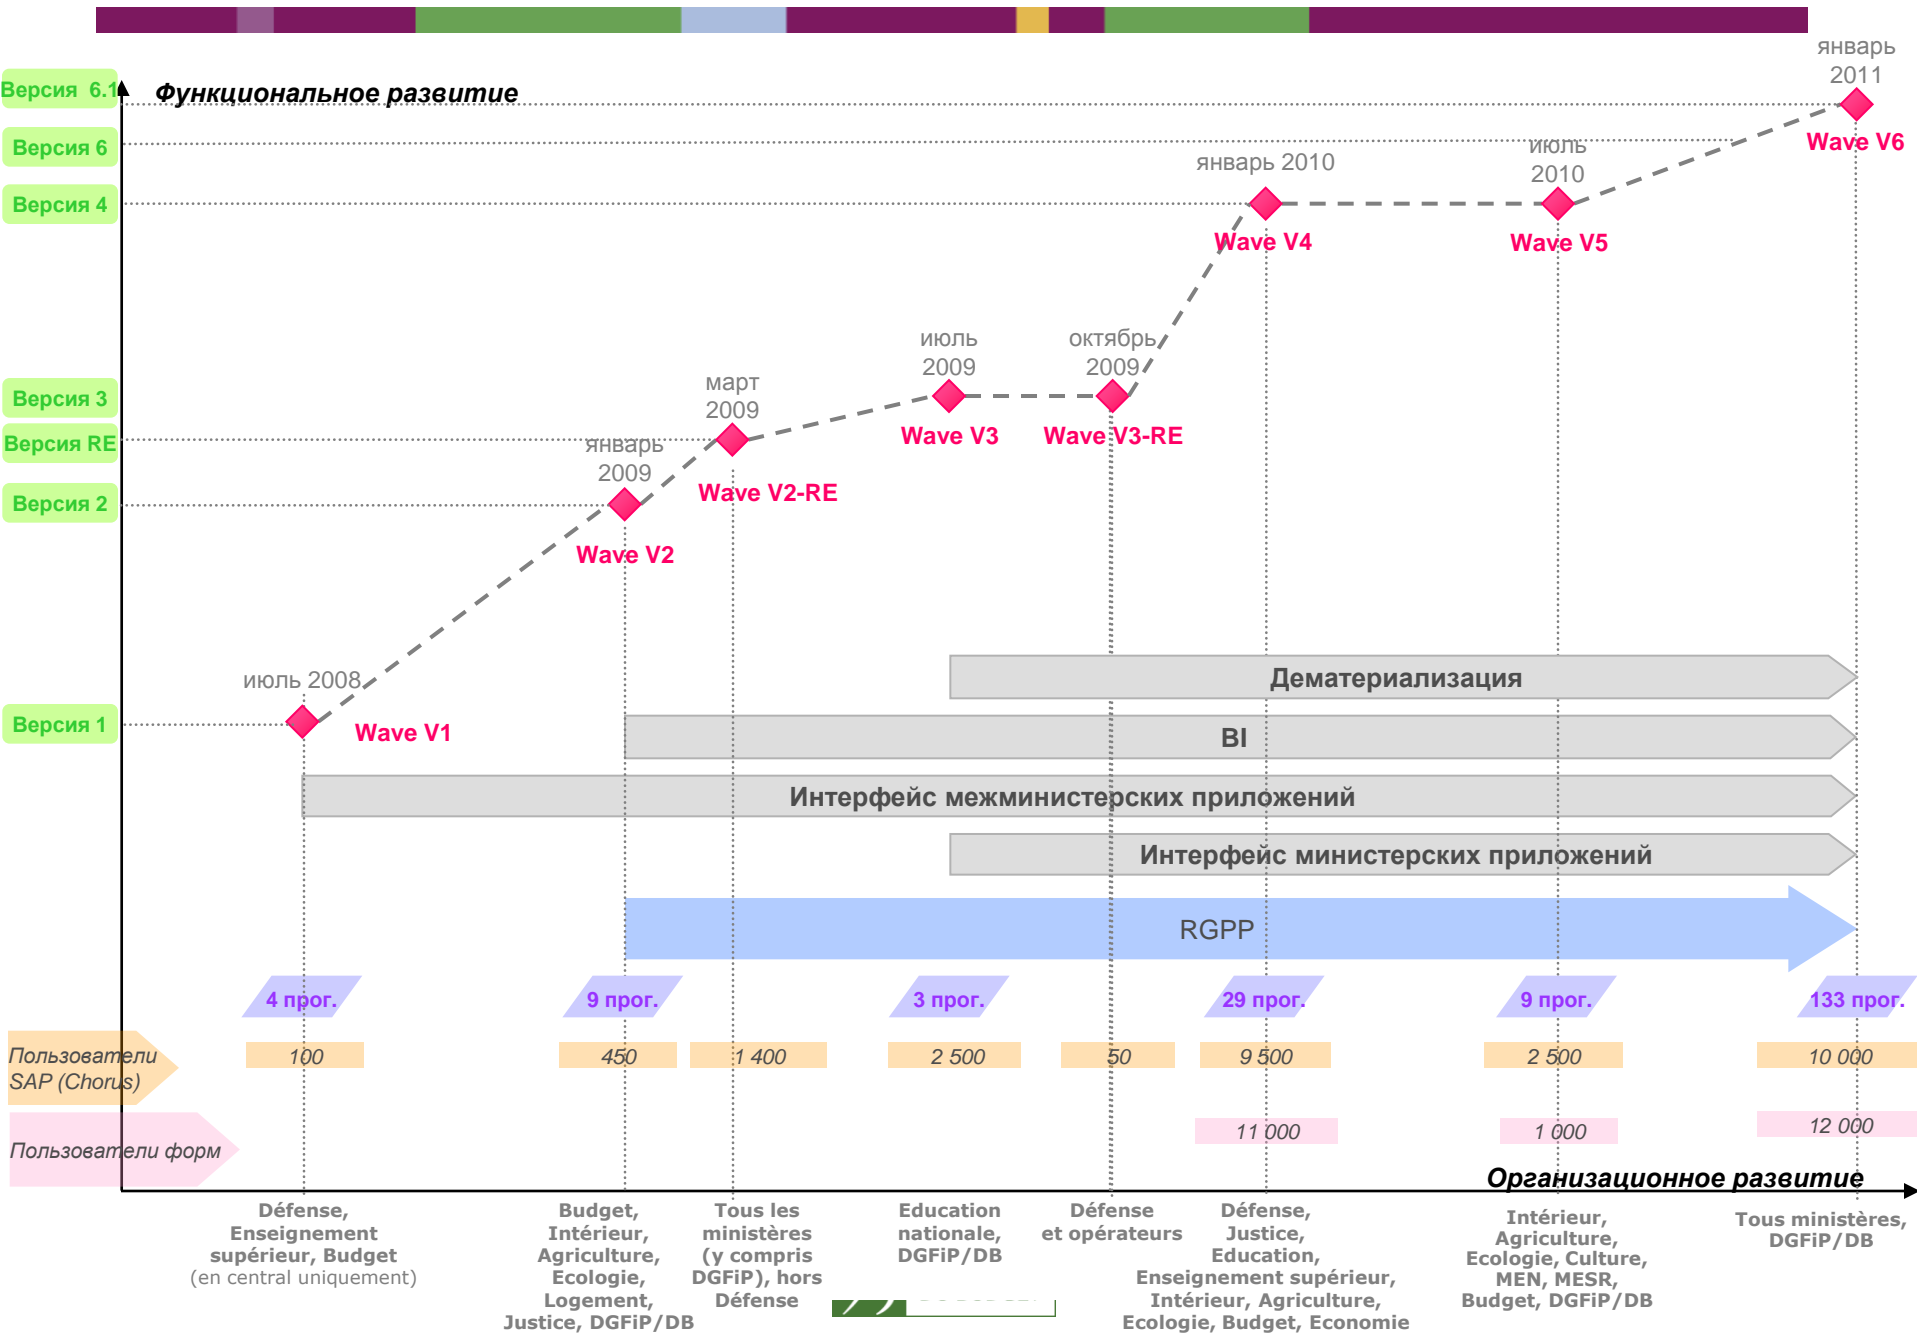 январь
2011
Версия 6.1
Функциональное развитие
Wave V6
Версия 6
июль
2010
январь 2010
Версия 4
Wave V4
Wave V5
июль
2009
октябрь
2009
март
2009
Версия 3
Wave V3
Wave V3-RE
Версия RE
январь
2009
Wave V2-RE
Версия 2
Wave V2
июль 2008
Версия 1
Wave V1
Дематериализация
BI
Интерфейс межминистерских приложений
Интерфейс министерских приложений
RGPP
4 прог.
9 прог.
3 прог.
29 прог.
9 прог.
133 прог.
Пользователи
SAP (Chorus)
100
450
1 400
2 500
50
9 500
2 500
10 000
Пользователи форм
11 000
1 000
12 000
Организационное развитие
Défense,
Enseignement
supérieur, Budget
(en central uniquement)
Budget,
Intérieur,
Agriculture,
Ecologie,
Logement,
Justice, DGFiP/DB
Tous les
ministères
(y compris
DGFiP), hors
Défense
Education
nationale,
DGFiP/DB
Défense
et opérateurs
Défense,
Justice,
Education,
Enseignement supérieur,
Intérieur, Agriculture,
Ecologie, Budget, Economie
Intérieur,
Agriculture,
Ecologie, Culture,
MEN, MESR,
Budget, DGFiP/DB
Tous ministères,
DGFiP/DB